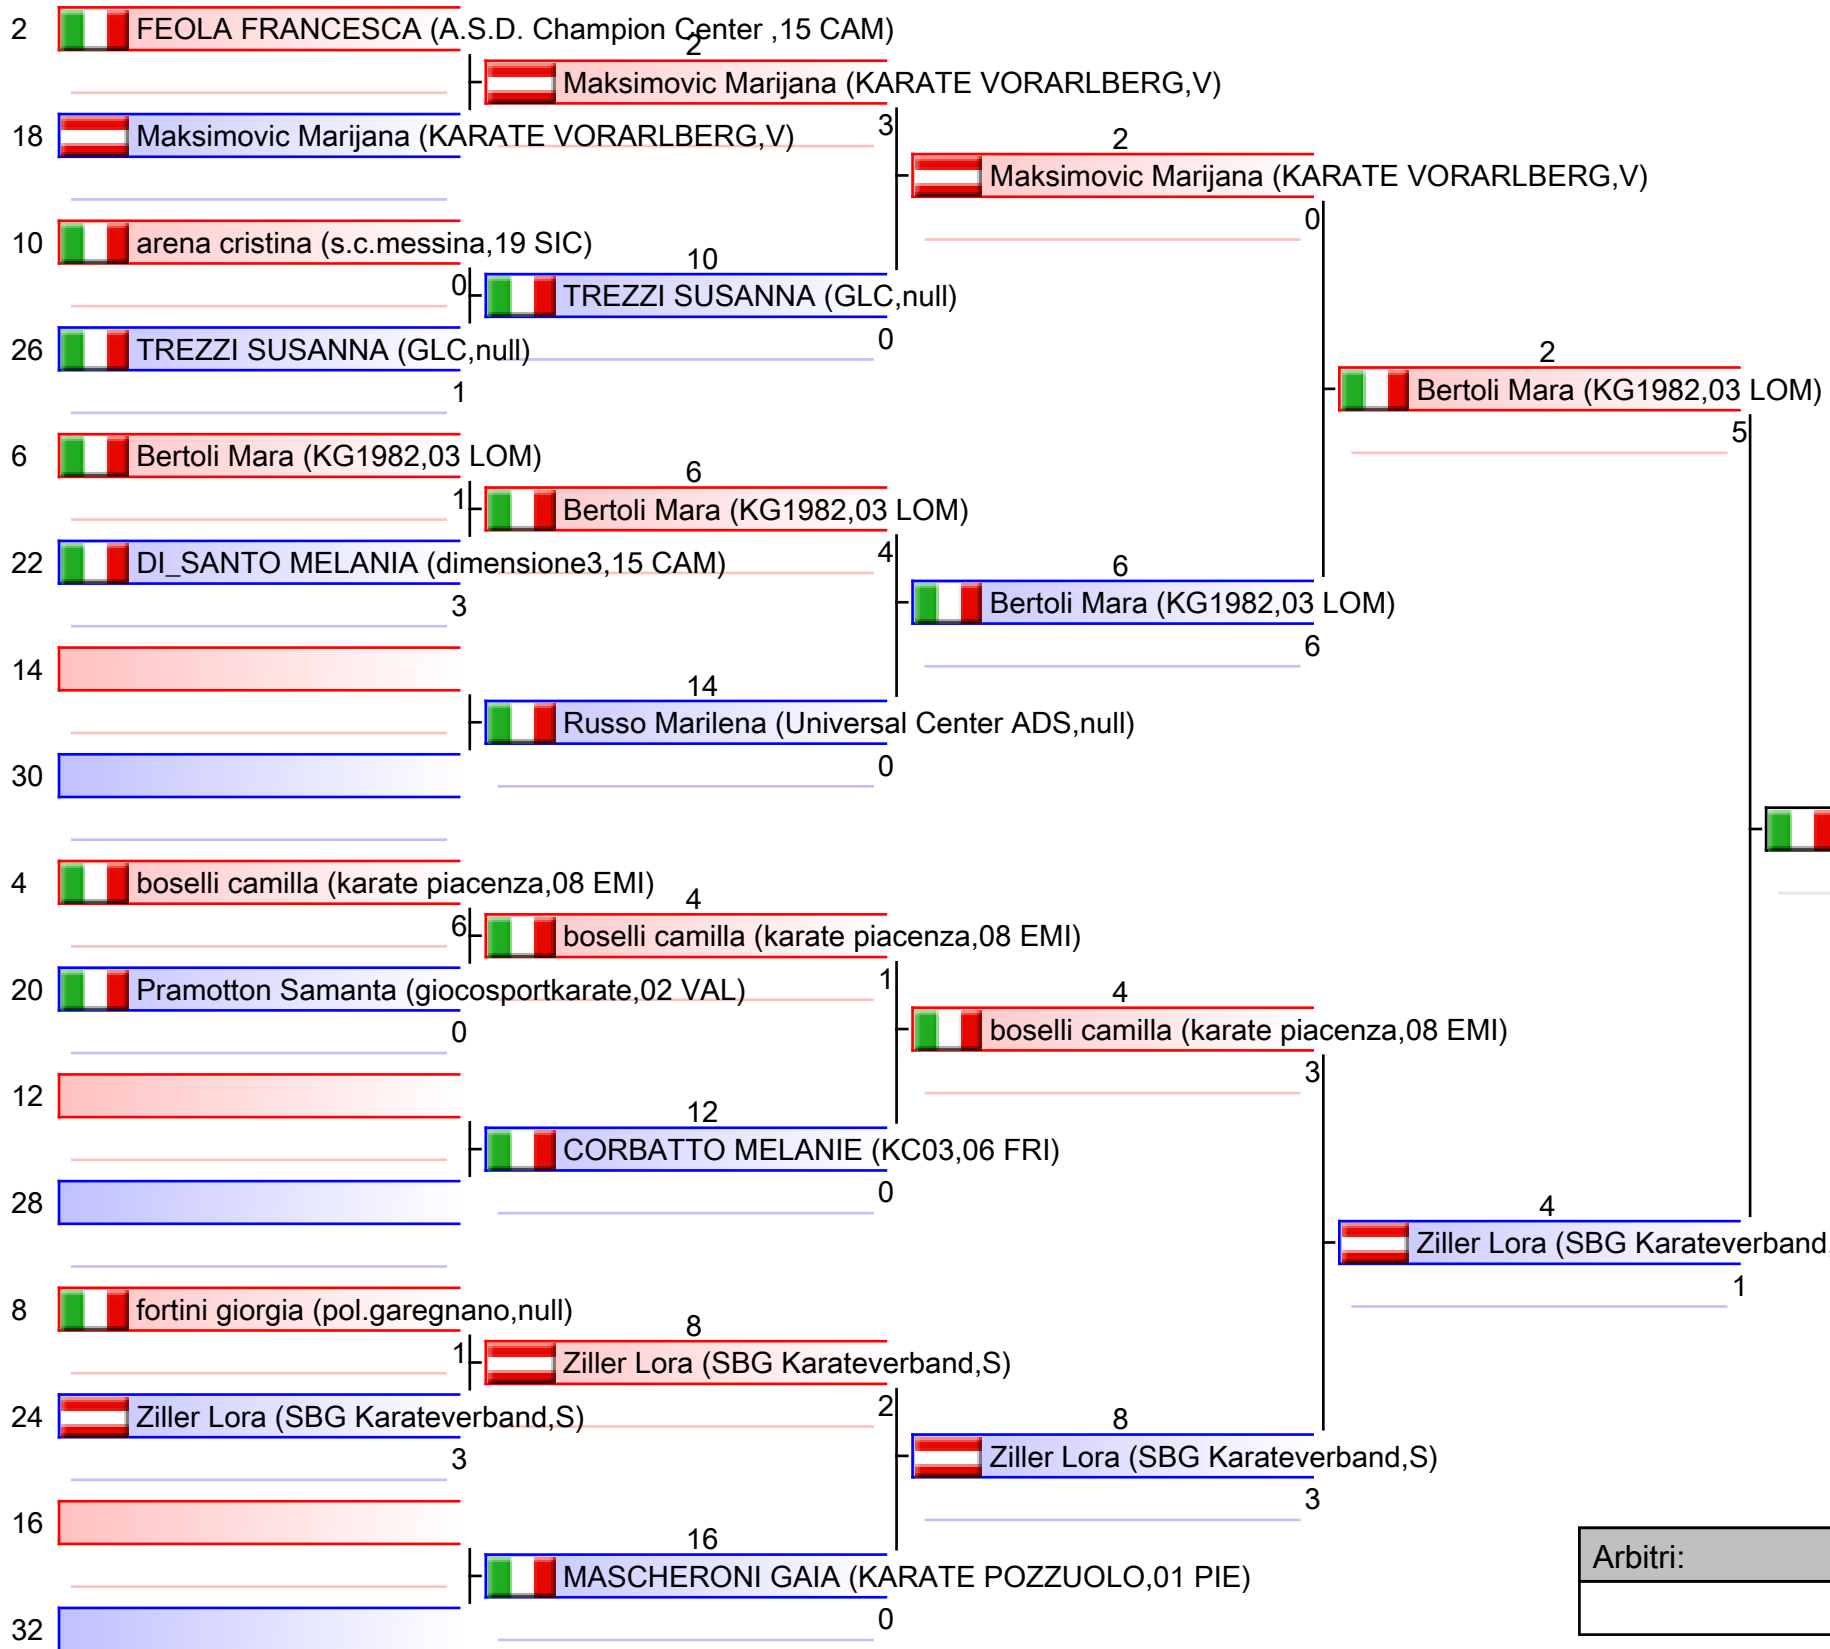 2 FEOLA FRANCESCA (A.S.D. Champion Center ,15 CAM)
2
Maksimovic Marijana (KARATE VORARLBERG,V)
3
18 Maksimovic Marijana (KARATE VORARLBERG,V)
2
Maksimovic Marijana (KARATE VORARLBERG,V)
0
10 arena cristina (s.c.messina,19 SIC)
0
10
TREZZI SUSANNA (GLC,null)
0
26 TREZZI SUSANNA (GLC,null)
1
2
Bertoli Mara (KG1982,03 LOM)
5
6 Bertoli Mara (KG1982,03 LOM)
1
6
Bertoli Mara (KG1982,03 LOM)
4
22 DI_SANTO MELANIA (dimensione3,15 CAM)
3
6
Bertoli Mara (KG1982,03 LOM)
6
14
14
Russo Marilena (Universal Center ADS,null)
0
30
4 boselli camilla (karate piacenza,08 EMI)
6
4
boselli camilla (karate piacenza,08 EMI)
1
20 Pramotton Samanta (giocosportkarate,02 VAL)
0
4
boselli camilla (karate piacenza,08 EMI)
3
12
12
CORBATTO MELANIE (KC03,06 FRI)
0
28
4
Ziller Lora (SBG Karateverband
1
8 fortini giorgia (pol.garegnano,null)
1
8
Ziller Lora (SBG Karateverband,S)
2
24 Ziller Lora (SBG Karateverband,S)
3
8
Ziller Lora (SBG Karateverband,S)
3
16
16
MASCHERONI GAIA (KARATE POZZUOLO,01 PIE)
0
32
Arbitri: